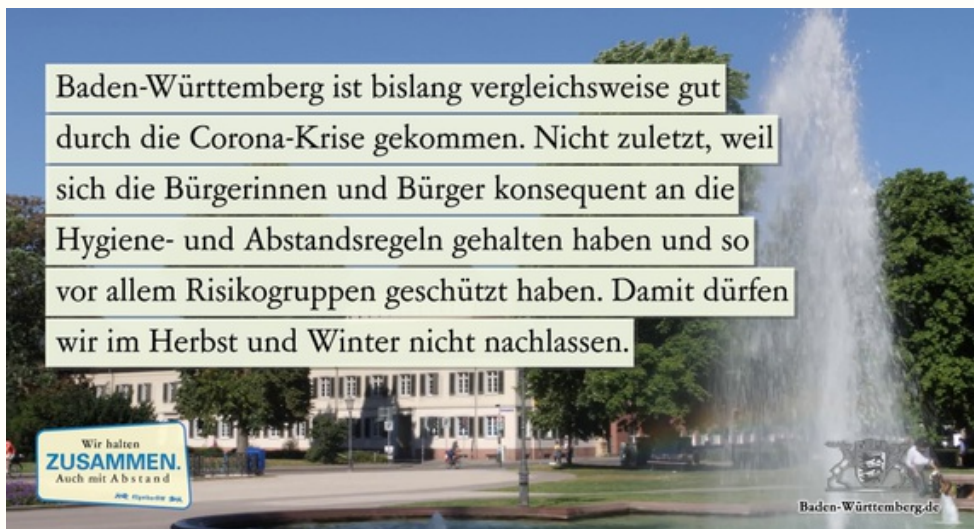 Baden-Württemberg ist bislang vergleichsweise gut
durch die Corona-Krise gekommen. Nicht zuletzt, weil
sich die Bürgerinnen und Bürger konsequent an die
Hygiene- und Abstandsregeln gehalten haben und so
vor allem Risikogruppen geschützt haben. Damit dürfen
wir im Herbst und Winter nicht nachlassen.
Wir halten
ZUSAMMEN.
Auch mit Abstand
Baden-Württemberg.de